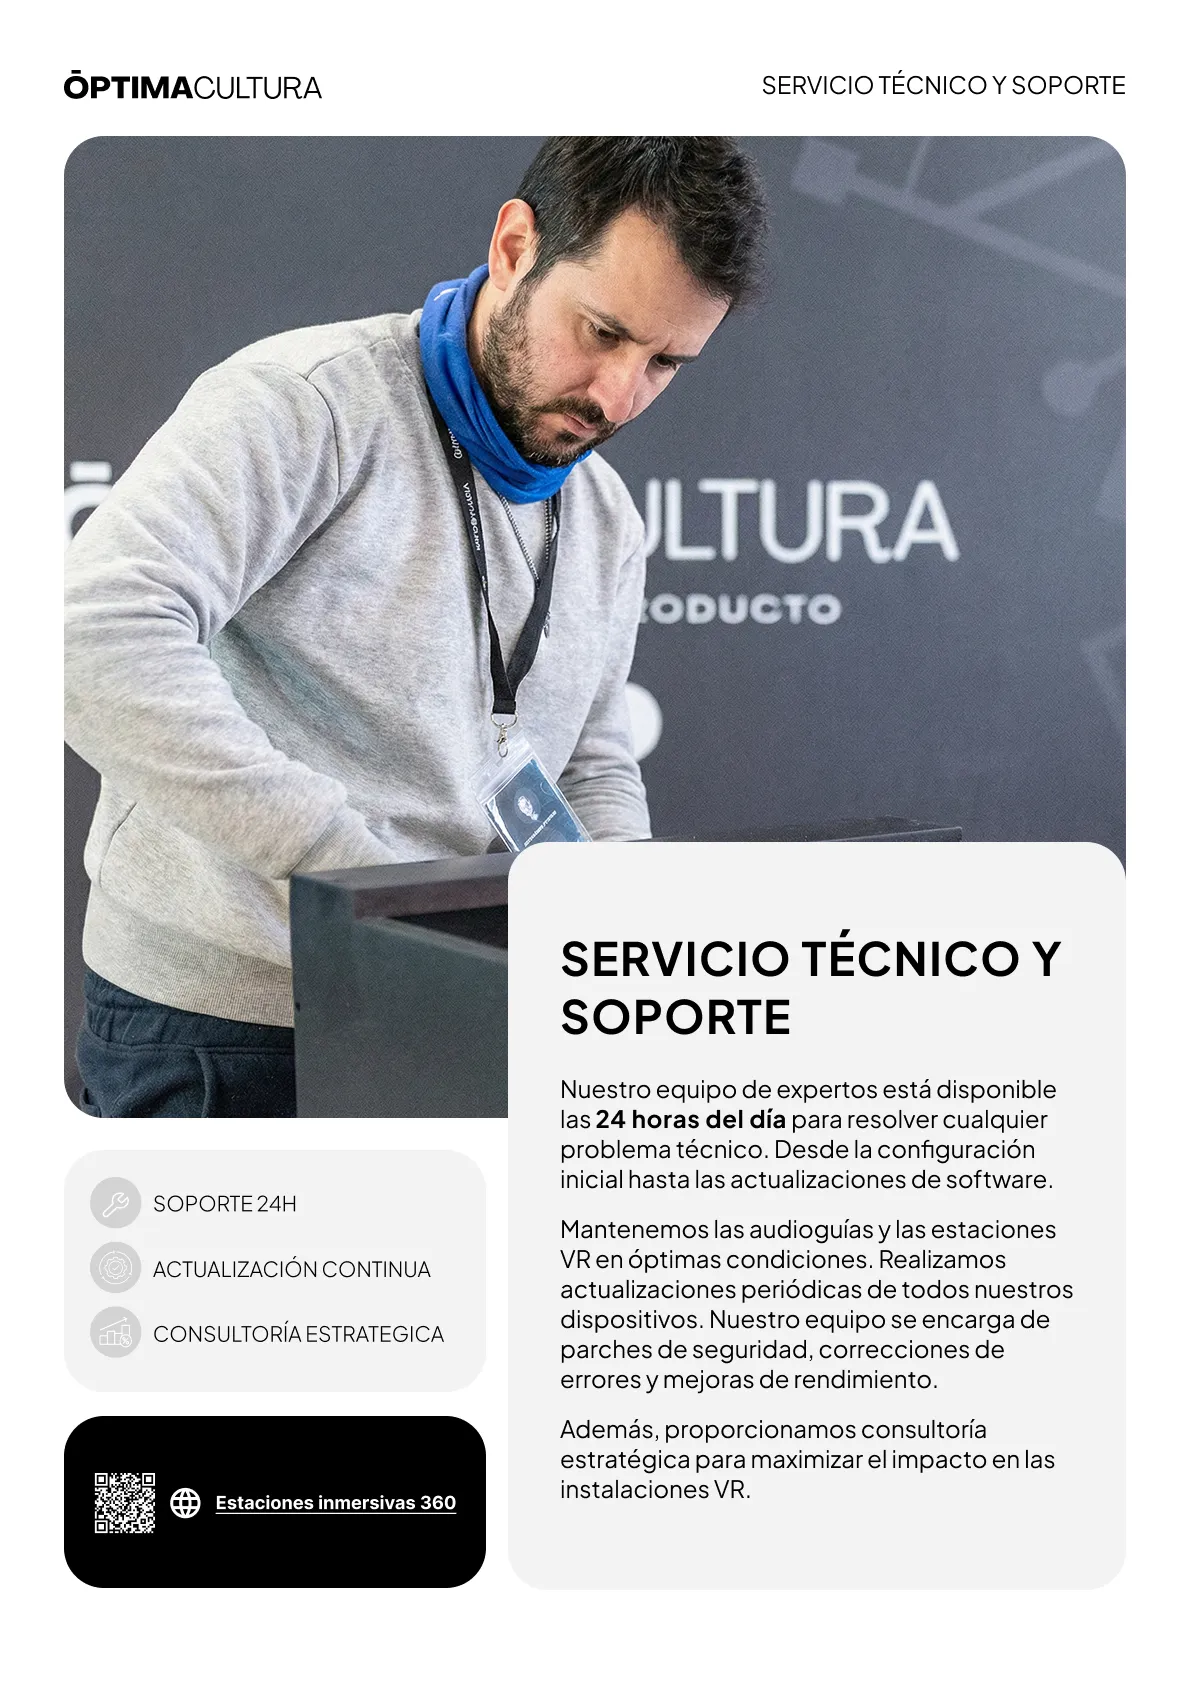 ŌPTIMACULTURA
SERVICIO TÉCNICO Y SOPORTE
ULTURA
RODUCTO
SERVICIO TÉCNICO Y
SOPORTE
Nuestro equipo de expertos está disponible
las 24 horas del día para resolver cualquier
problema técnico. Desde la configuración
inicial hasta las actualizaciones de software.
Mantenemos las audioguías y las estaciones
VR en óptimas condiciones. Realizamos
actualizaciones periódicas de todos nuestros
dispositivos. Nuestro equipo se encarga de
parches de seguridad, correcciones de
errores y mejoras de rendimiento.
Además, proporcionamos consultoría
estratégica para maximizar el impacto en las
instalaciones VR.
SOPORTE 24H
ACTUALIZACIÓN CONTINUA
CONSULTORÍA ESTRATEGICA
Estaciones inmersivas 360